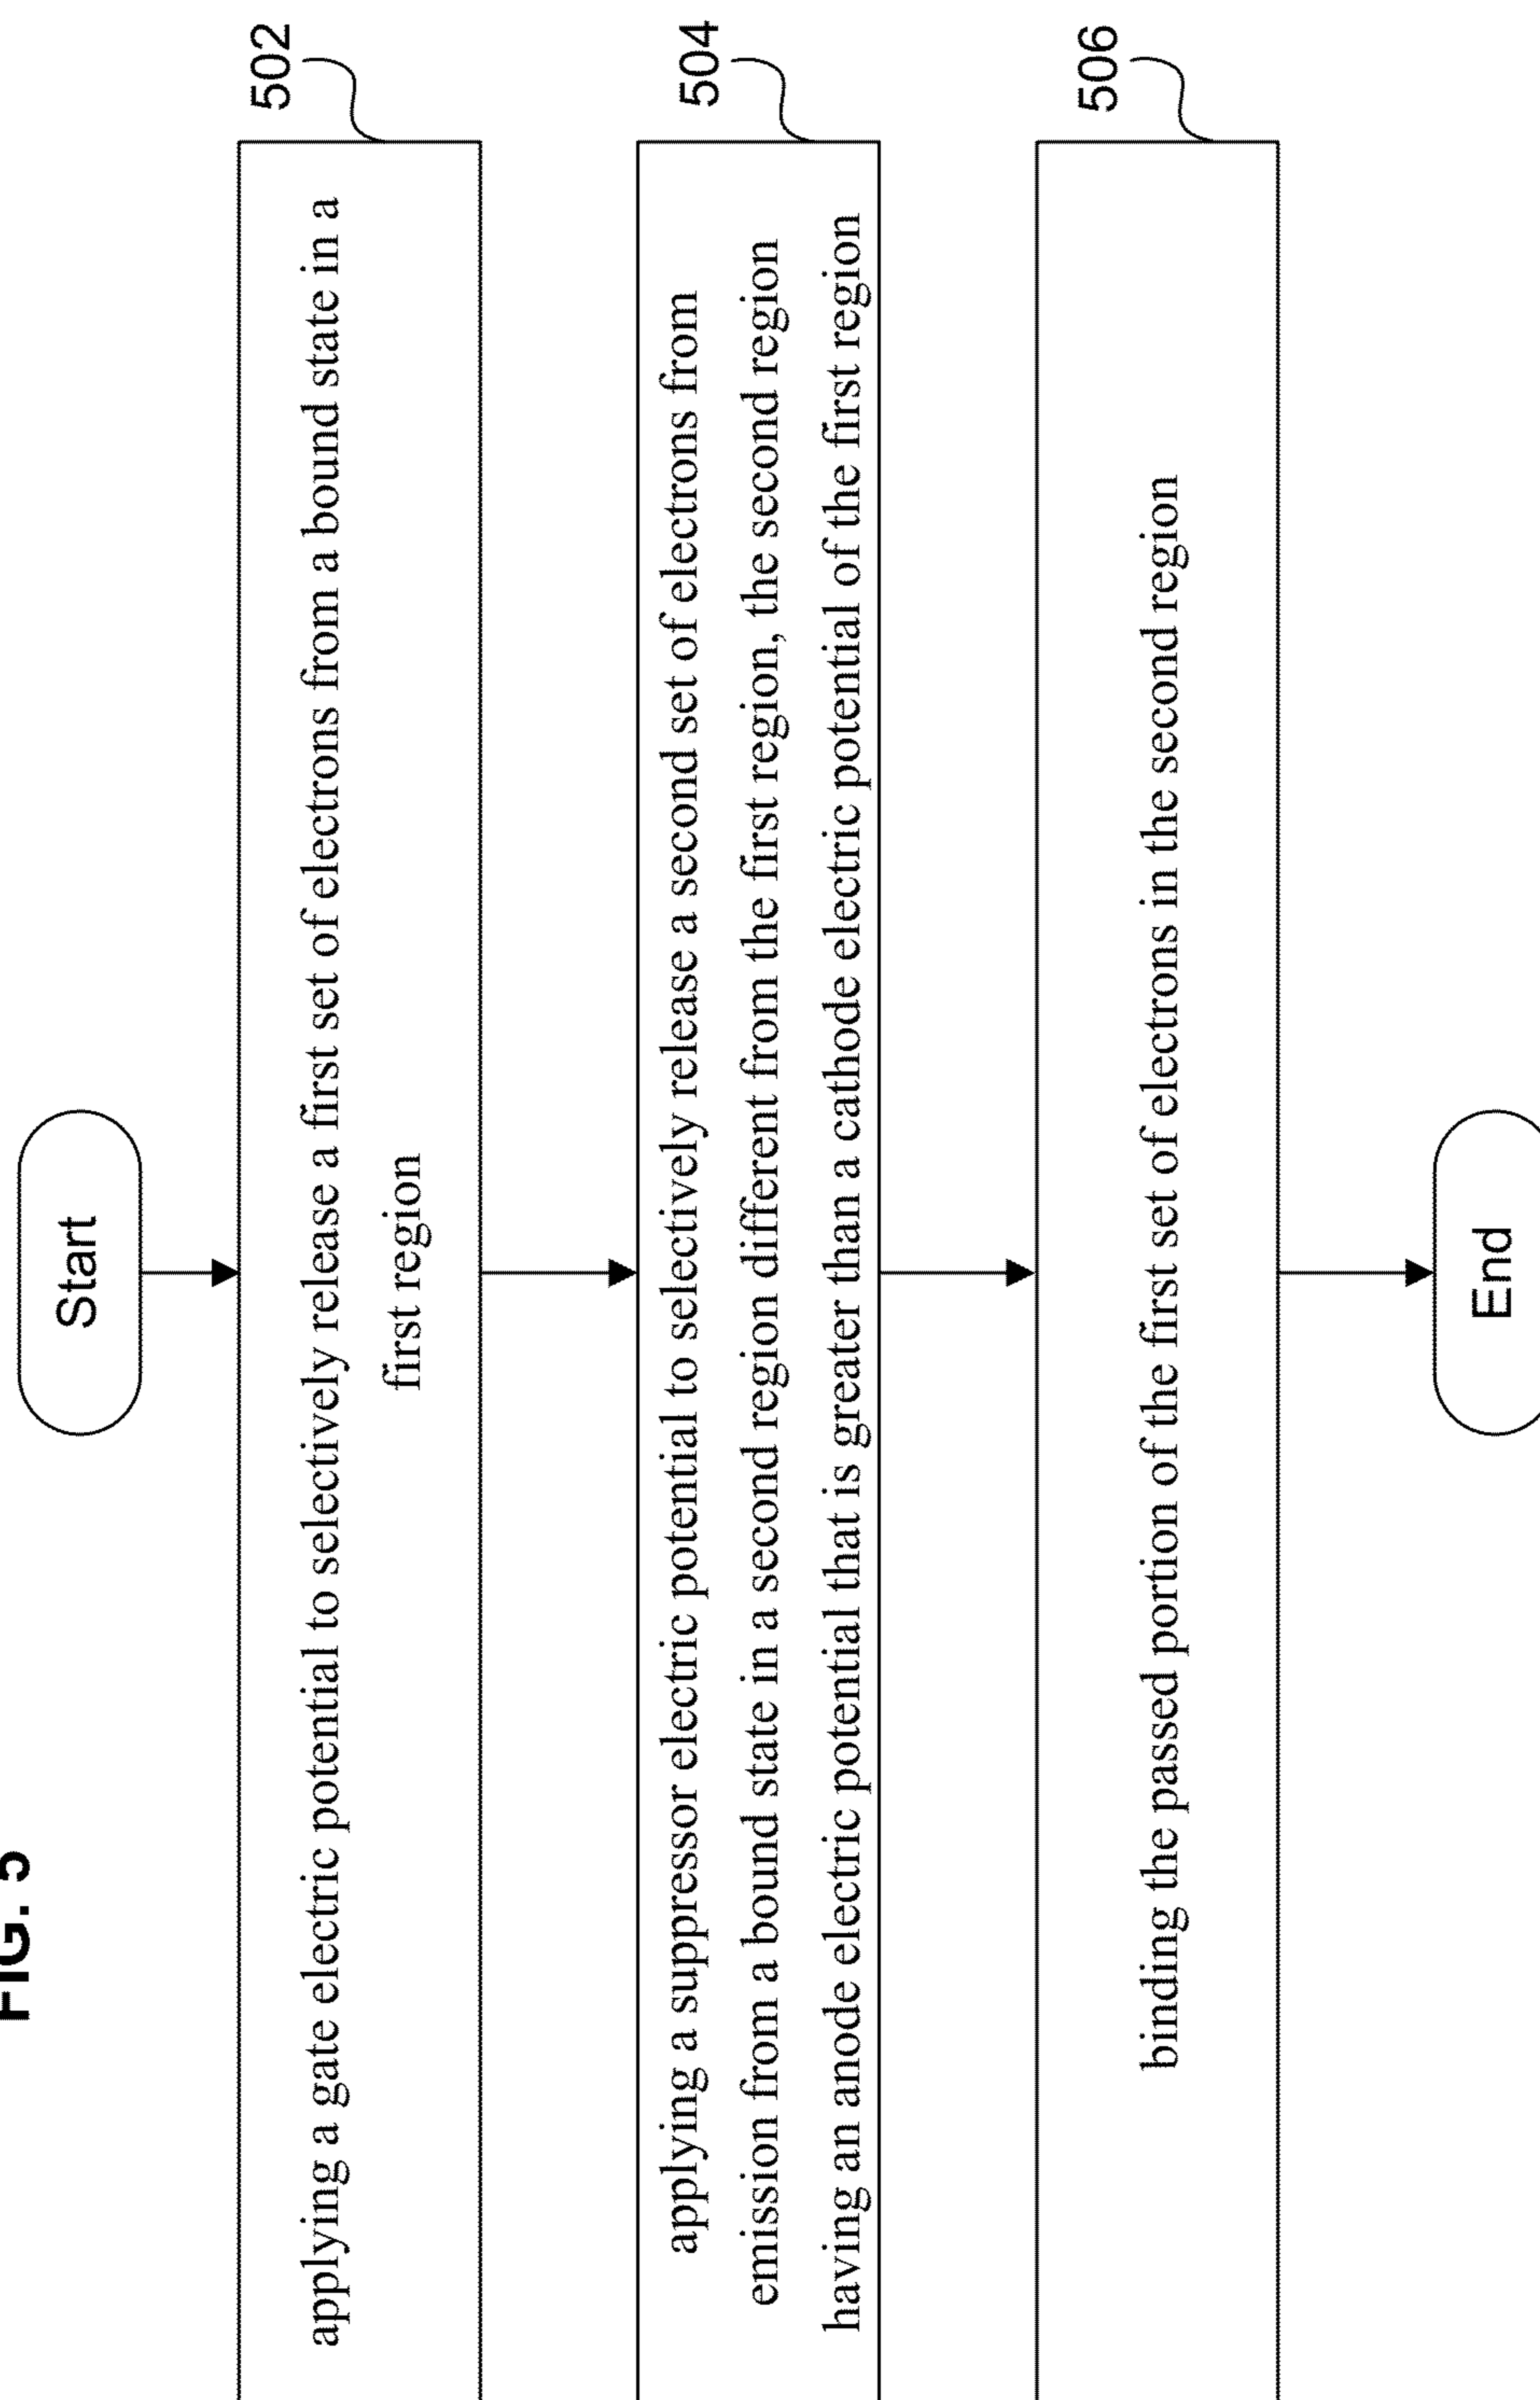 FIG. 5
Start
502
applying a gate electric potential to selectively release a first set of electrons from a bound state in a
first region
504
applying a suppressor electric potential to selectively release a second set of electrons from
emission from a bound state in a second region different from the first region, the second region
having an anode electric potential that is greater than a cathode electric potential of the first region
506
binding the passed portion of the first set of electrons in the second region
End